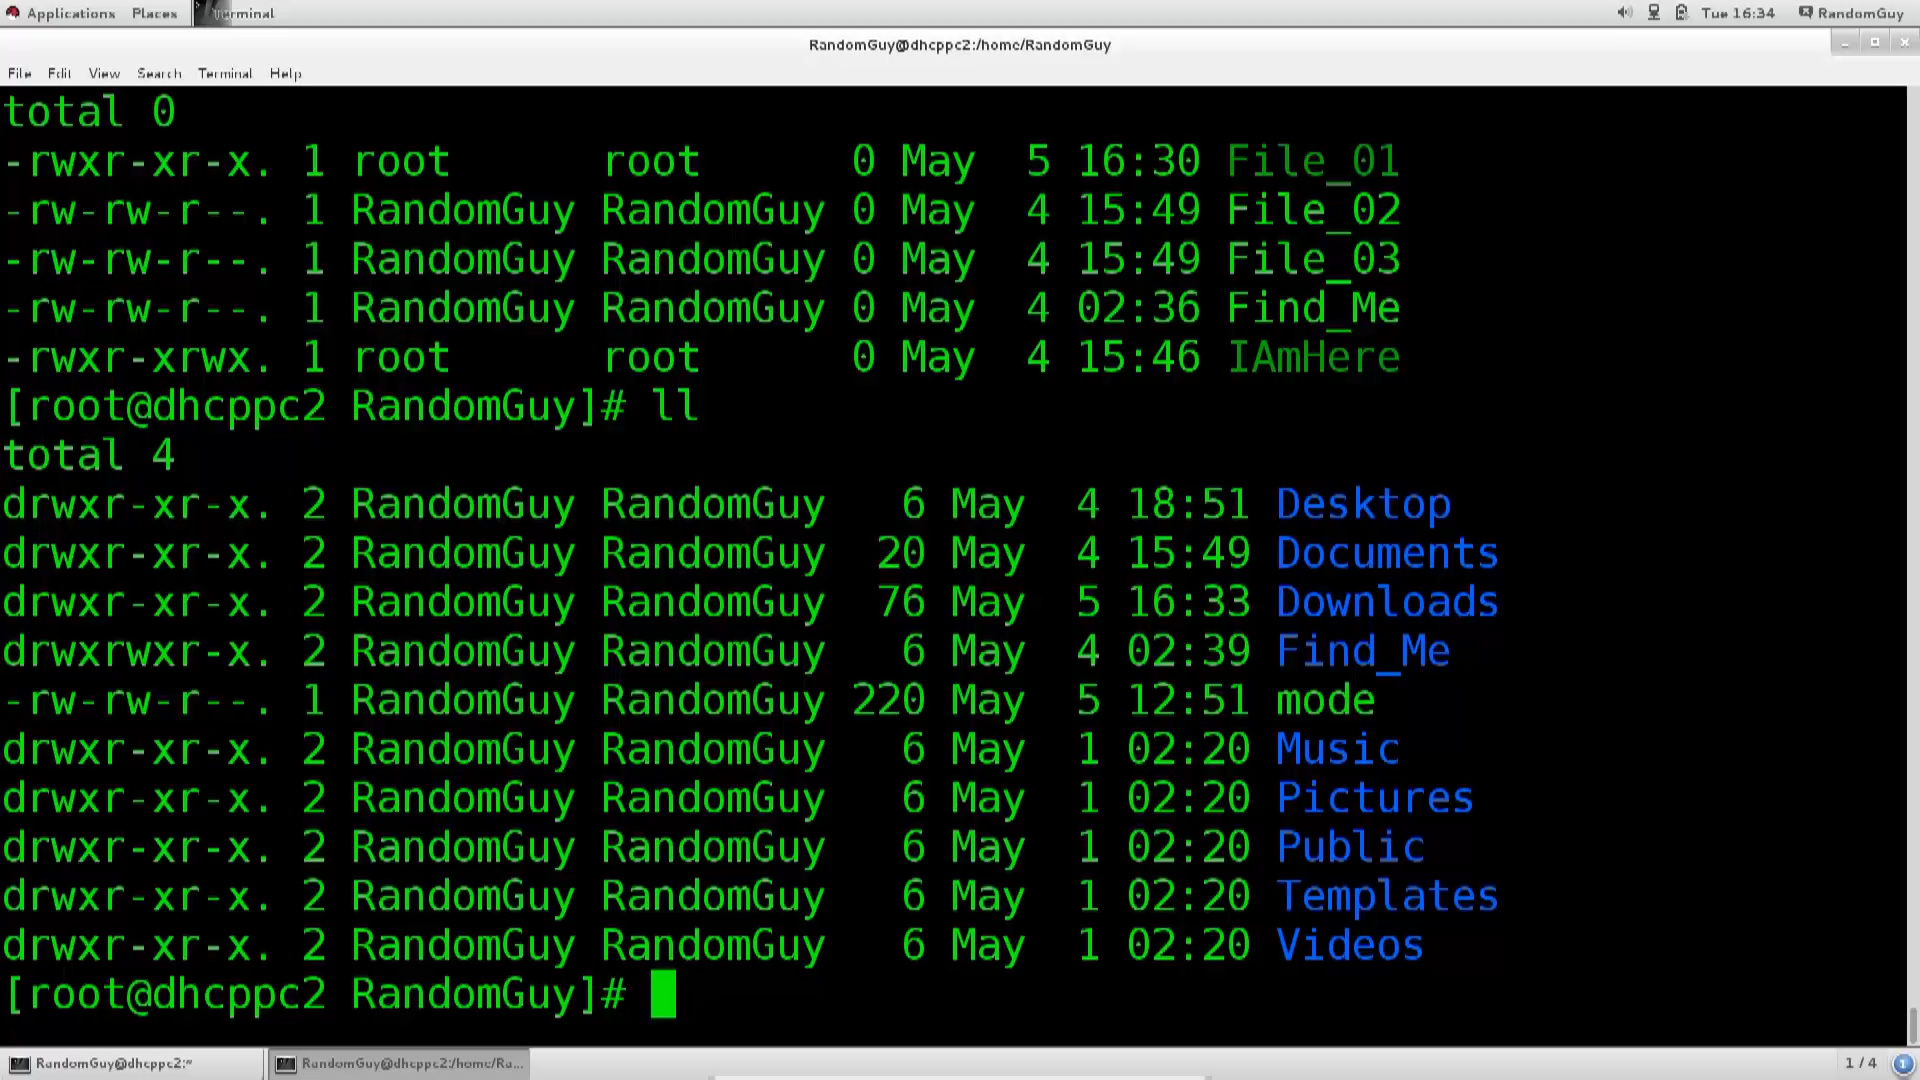 Applications Places Terminal Tue 16:34 RandomGuy
RandomGuy@dhcppc2:/home/RandomGuy
File Edit View Search Terminal Help
total 0
-rwxr-xr-x. 1 root      root      0 May  5 16:30 File_01
-rw-rw-r--. 1 RandomGuy RandomGuy 0 May  4 15:49 File_02
-rw-rw-r--. 1 RandomGuy RandomGuy 0 May  4 15:49 File_03
-rw-rw-r--. 1 RandomGuy RandomGuy 0 May  4 02:36 Find_Me
-rwxr-xrwx. 1 root      root      0 May  4 15:46 IAmHere
[root@dhcppc2 RandomGuy]# ll
total 4
drwxr-xr-x. 2 RandomGuy RandomGuy   6 May  4 18:51 Desktop
drwxr-xr-x. 2 RandomGuy RandomGuy  20 May  4 15:49 Documents
drwxr-xr-x. 2 RandomGuy RandomGuy  76 May  5 16:33 Downloads
drwxrwxr-x. 2 RandomGuy RandomGuy   6 May  4 02:39 Find_Me
-rw-rw-r--. 1 RandomGuy RandomGuy 220 May  5 12:51 mode
drwxr-xr-x. 2 RandomGuy RandomGuy   6 May  1 02:20 Music
drwxr-xr-x. 2 RandomGuy RandomGuy   6 May  1 02:20 Pictures
drwxr-xr-x. 2 RandomGuy RandomGuy   6 May  1 02:20 Public
drwxr-xr-x. 2 RandomGuy RandomGuy   6 May  1 02:20 Templates
drwxr-xr-x. 2 RandomGuy RandomGuy   6 May  1 02:20 Videos
[root@dhcppc2 RandomGuy]#
RandomGuy@dhcppc2:~ RandomGuy@dhcppc2:/home/Ra... 1 / 4 1